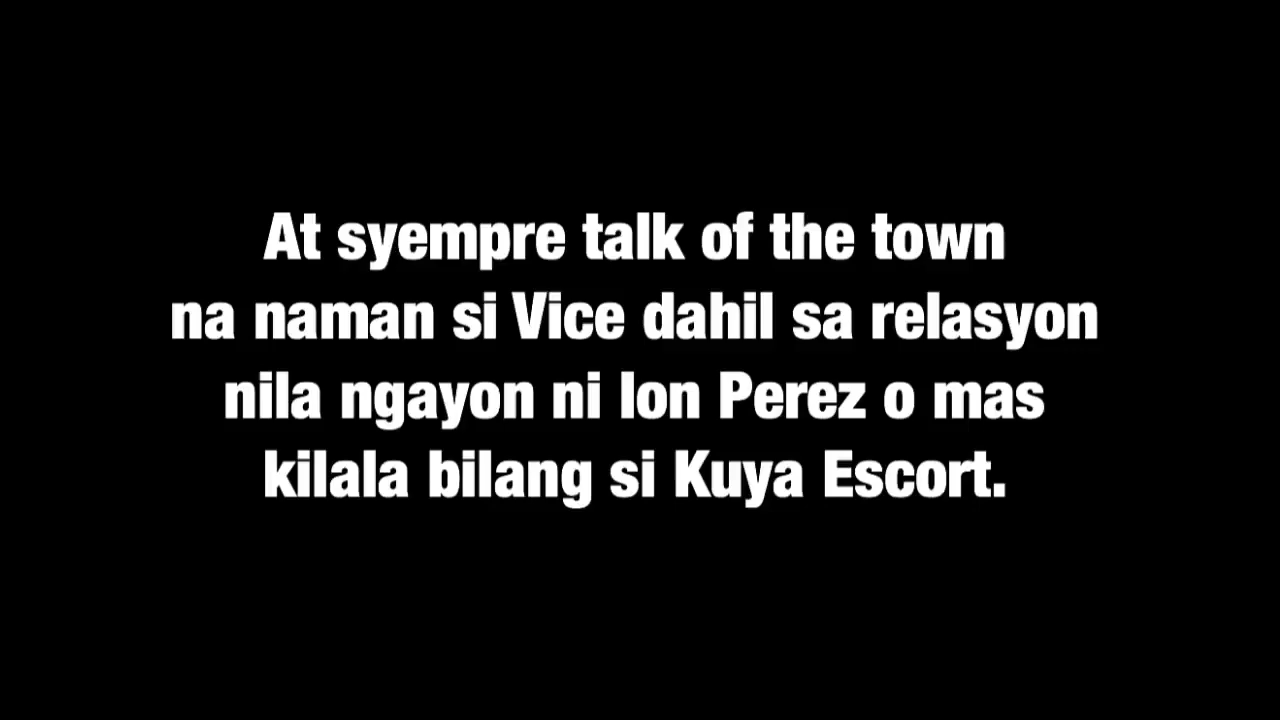 At syempre talk of the town
na naman si Vice dahil sa relasyon
nila ngayon ni Ion Perez o mas
kilala bilang si Kuya Escort.